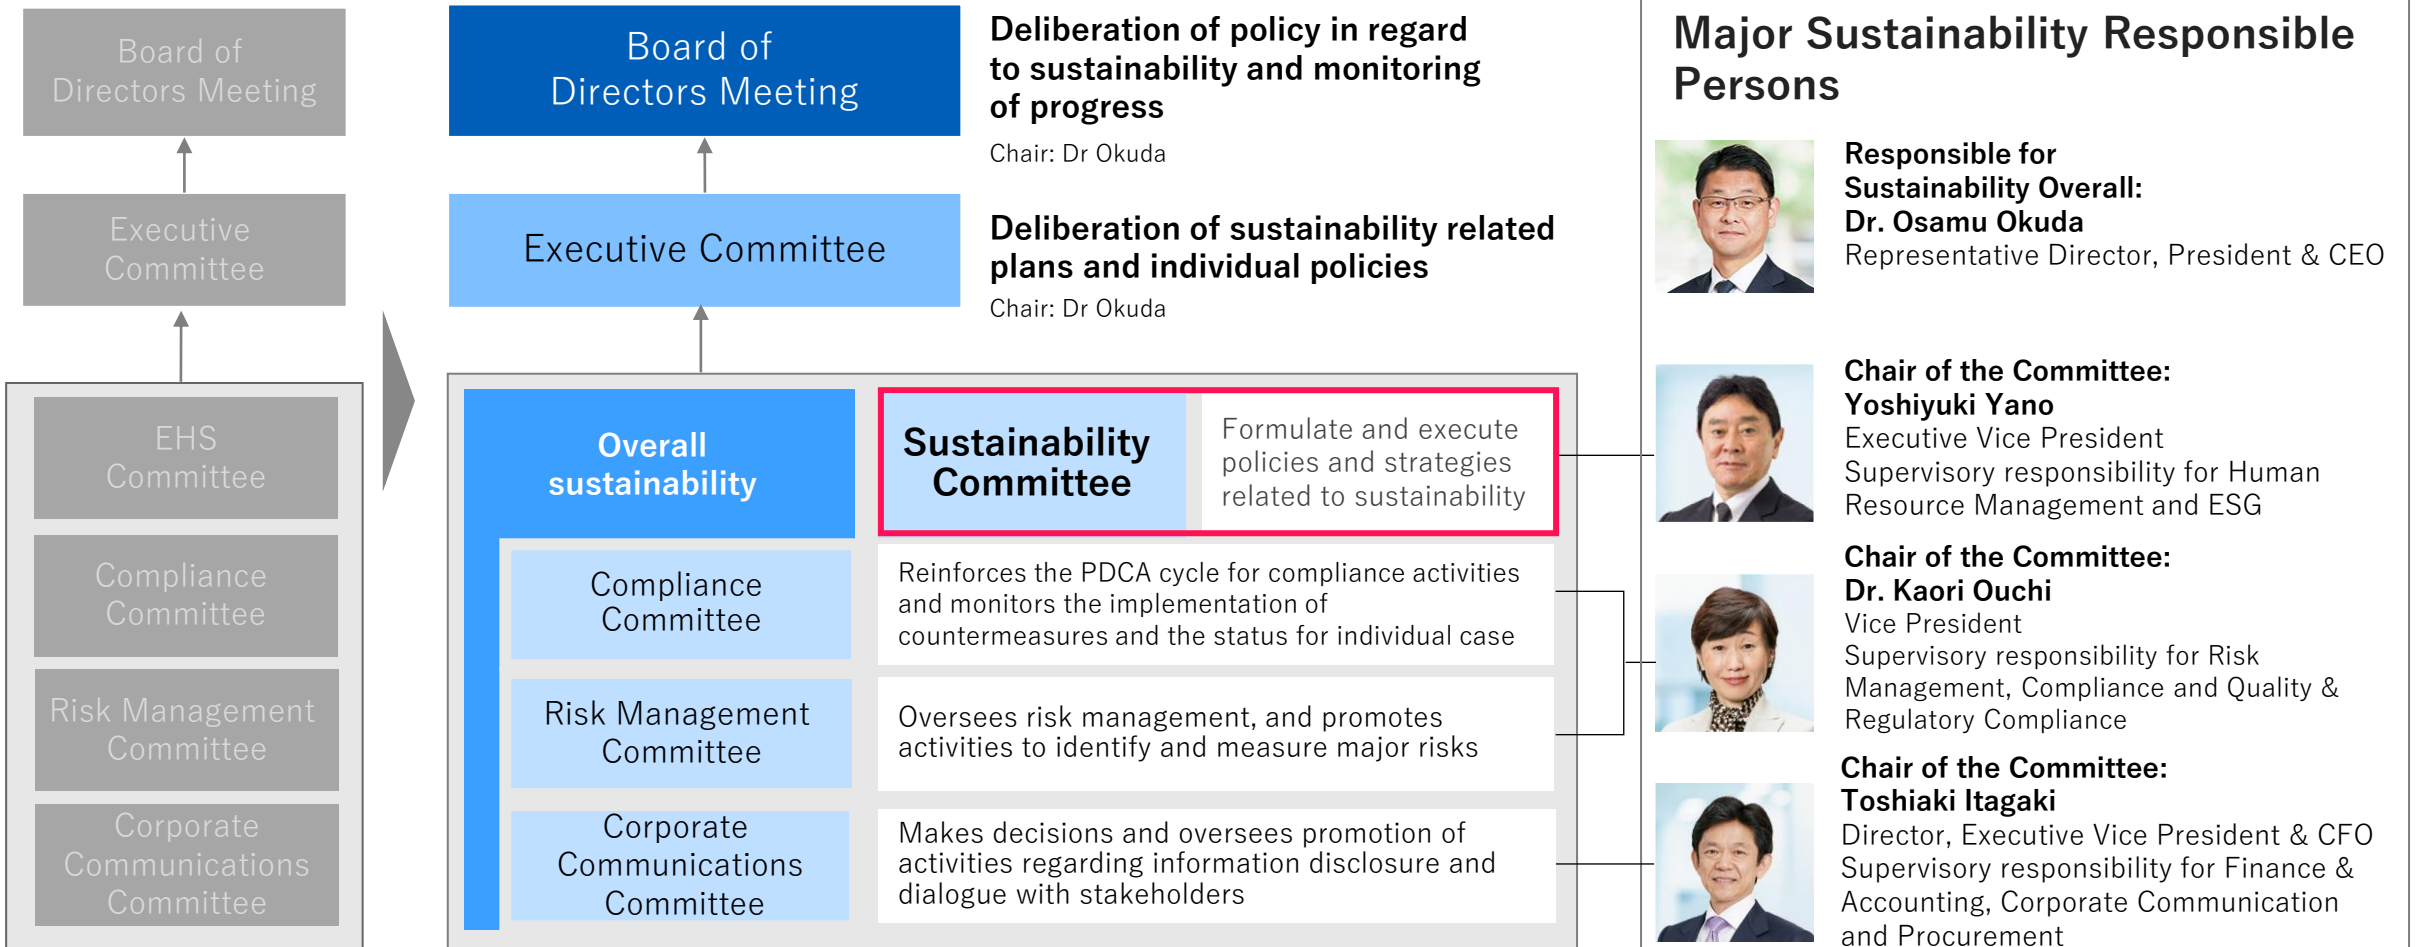 Board of
Directors Meeting
Executive
Committee
EHS
Committee
Compliance
Committee
Risk Management
Committee
Corporate
Communications
Committee
Board of
Directors Meeting
Deliberation of policy in regard
to sustainability and monitoring
of progress
Chair: Dr Okuda
Executive Committee
Deliberation of sustainability related
plans and individual policies
Chair: Dr Okuda
Overall
sustainability
Sustainability
Committee
Formulate and execute
policies and strategies
related to sustainability
Compliance
Committee
Reinforces the PDCA cycle for compliance activities
and monitors the implementation of
countermeasures and the status for individual case
Risk Management
Committee
Oversees risk management, and promotes
activities to identify and measure major risks
Corporate
Communications
Committee
Makes decisions and oversees promotion of
activities regarding information disclosure and
dialogue with stakeholders
Major Sustainability Responsible
Persons
Responsible for
Sustainability Overall:
Dr. Osamu Okuda
Representative Director, President & CEO
Chair of the Committee:
Yoshiyuki Yano
Executive Vice President
Supervisory responsibility for Human
Resource Management and ESG
Chair of the Committee:
Dr. Kaori Ouchi
Vice President
Supervisory responsibility for Risk
Management, Compliance and Quality &
Regulatory Compliance
Chair of the Committee:
Toshiaki Itagaki
Director, Executive Vice President & CFO
Supervisory responsibility for Finance &
Accounting, Corporate Communication
and Procurement